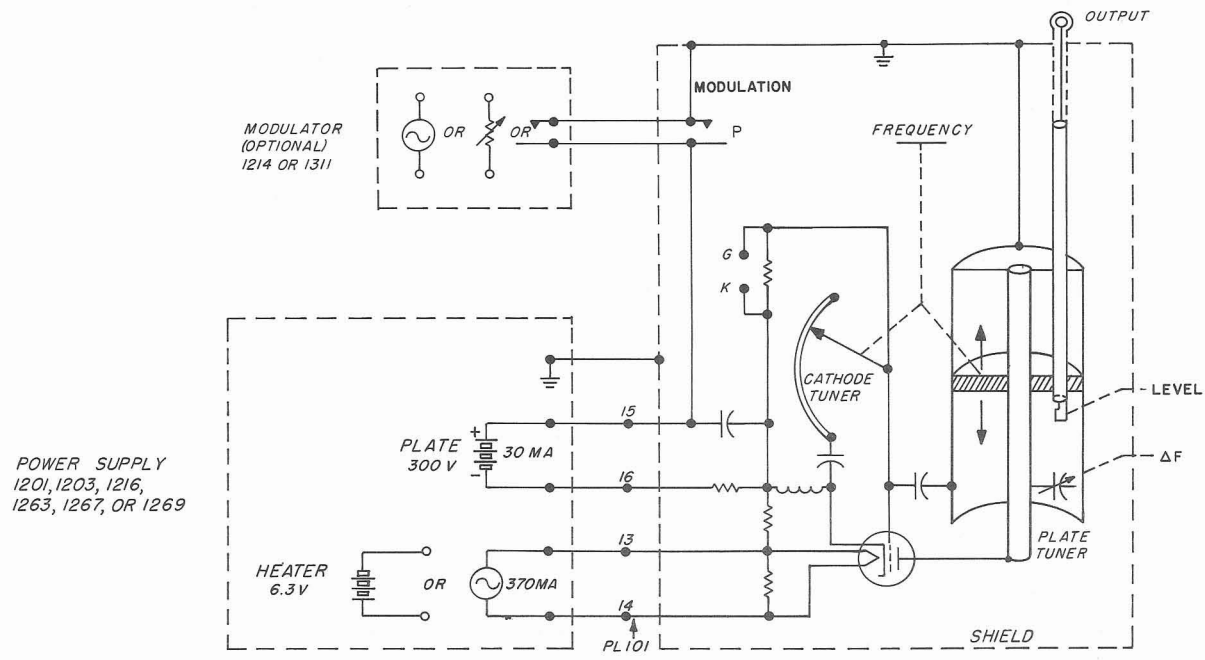 OUTPUT
MODULATION
MODULATOR
(OPTIONAL)
1214 OR 1311
OR
OR
P
FREQUENCY
G
K
CATHODE
TUNER
LEVEL
ΔF
15
PLATE
300 V
+
-
30 MA
16
POWER SUPPLY
1201, 1203, 1216,
1263, 1267, OR 1269
13
HEATER
6.3V
OR
370MA
14
PL101
PLATE
TUNER
SHIELD